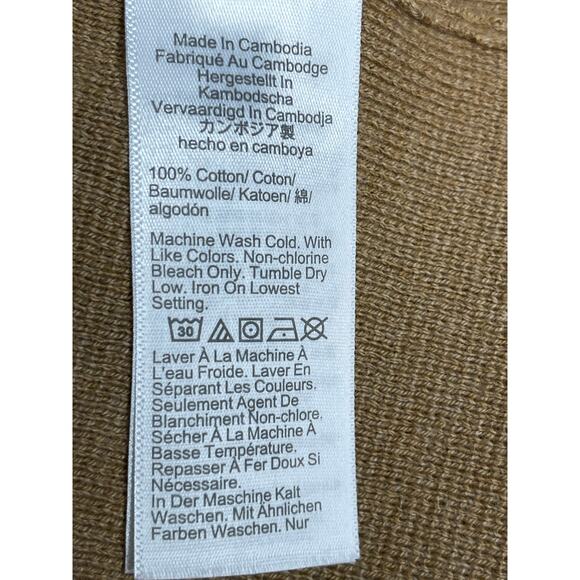 Made In Cambodia
Fabriqué Au Cambodge
Hergestellt In
Kambodscha
Vervaardigd In Cambodja
カンボジア製
hecho en camboya
100% Cotton/ Coton/
Baumwolle/ Katoen/ 綿/
algodón
Machine Wash Cold. With
Like Colors. Non-chlorine
Bleach Only. Tumble Dry
Low. Iron On Lowest
Setting.
30
Laver À La Machine À
L'eau Froide. Laver En
Séparant Les Couleurs.
Seulement Agent De
Blanchiment Non-chlore.
Sécher À La Machine À
Basse Température.
Repasser À Fer Doux Si
Nécessaire.
In Der Maschine Kalt
Waschen. Mit Ähnlichen
Farben Waschen. Nur